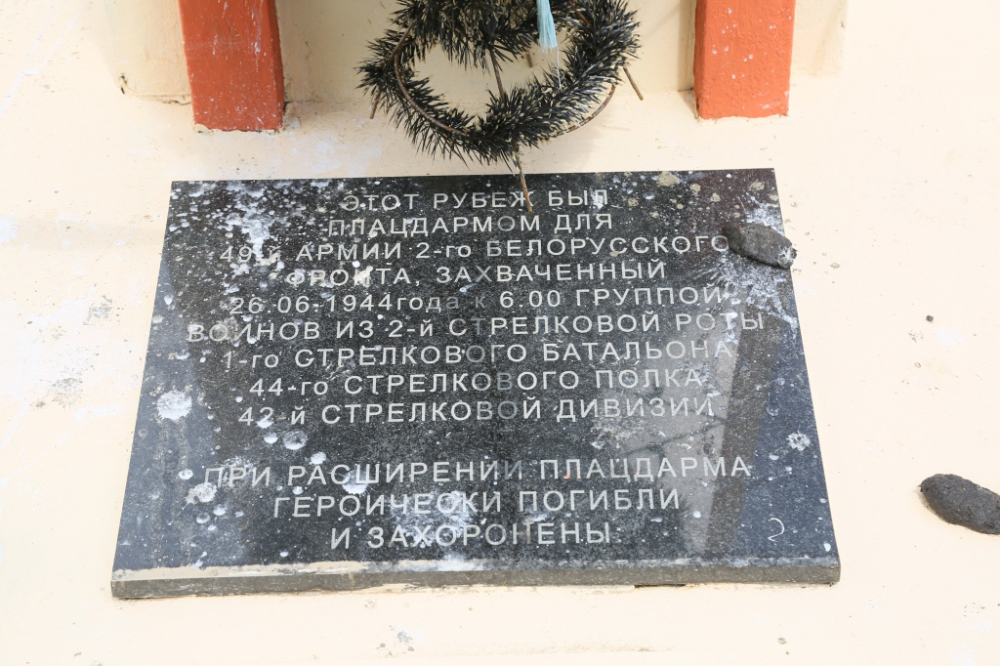 ЭТОТ РУБЕЖ БЫЛ
ПЛАЦДАРМОМ ДЛЯ
49-й АРМИИ 2-го БЕЛОРУССКОГО
ФРОНТА, ЗАХВАЧЕННЫЙ
26.06-1944года к 6.00 ГРУППОЙ
ВОИНОВ ИЗ 2-й СТРЕЛКОВОЙ РОТЫ
1-го СТРЕЛКОВОГО БАТАЛЬОНА
44-го СТРЕЛКОВОГО ПОЛКА
42-й СТРЕЛКОВОЙ ДИВИЗИИ
ПРИ РАСШИРЕНИИ ПЛАЦДАРМА
ГЕРОИЧЕСКИ ПОГИБЛИ
И ЗАХОРОНЕНЫ: